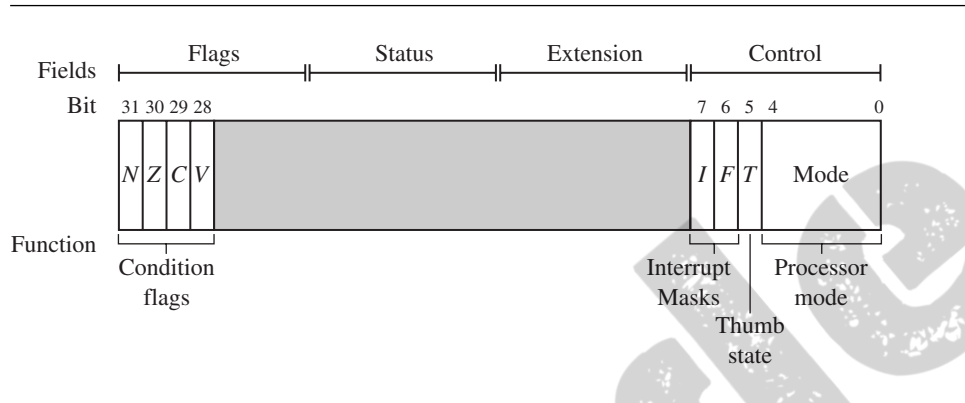 Flags Status Extension Control
Fields
Bit 31 30 29 28 7 6 5 4 0
N Z C V I F T Mode
Function
Condition Interrupt Processor
flags Masks mode
Thumb
state